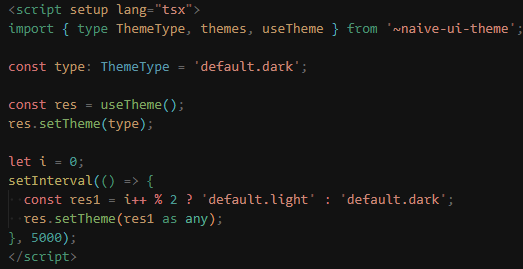 <script setup lang="tsx">
import { type ThemeType, themes, useTheme } from '~naive-ui-theme';
const type: ThemeType = 'default.dark';
const res = useTheme();
res.setTheme(type);
let i = 0;
setInterval(() => {
  const res1 = i++ % 2 ? 'default.light' : 'default.dark';
  res.setTheme(res1 as any);
}, 5000);
</script>